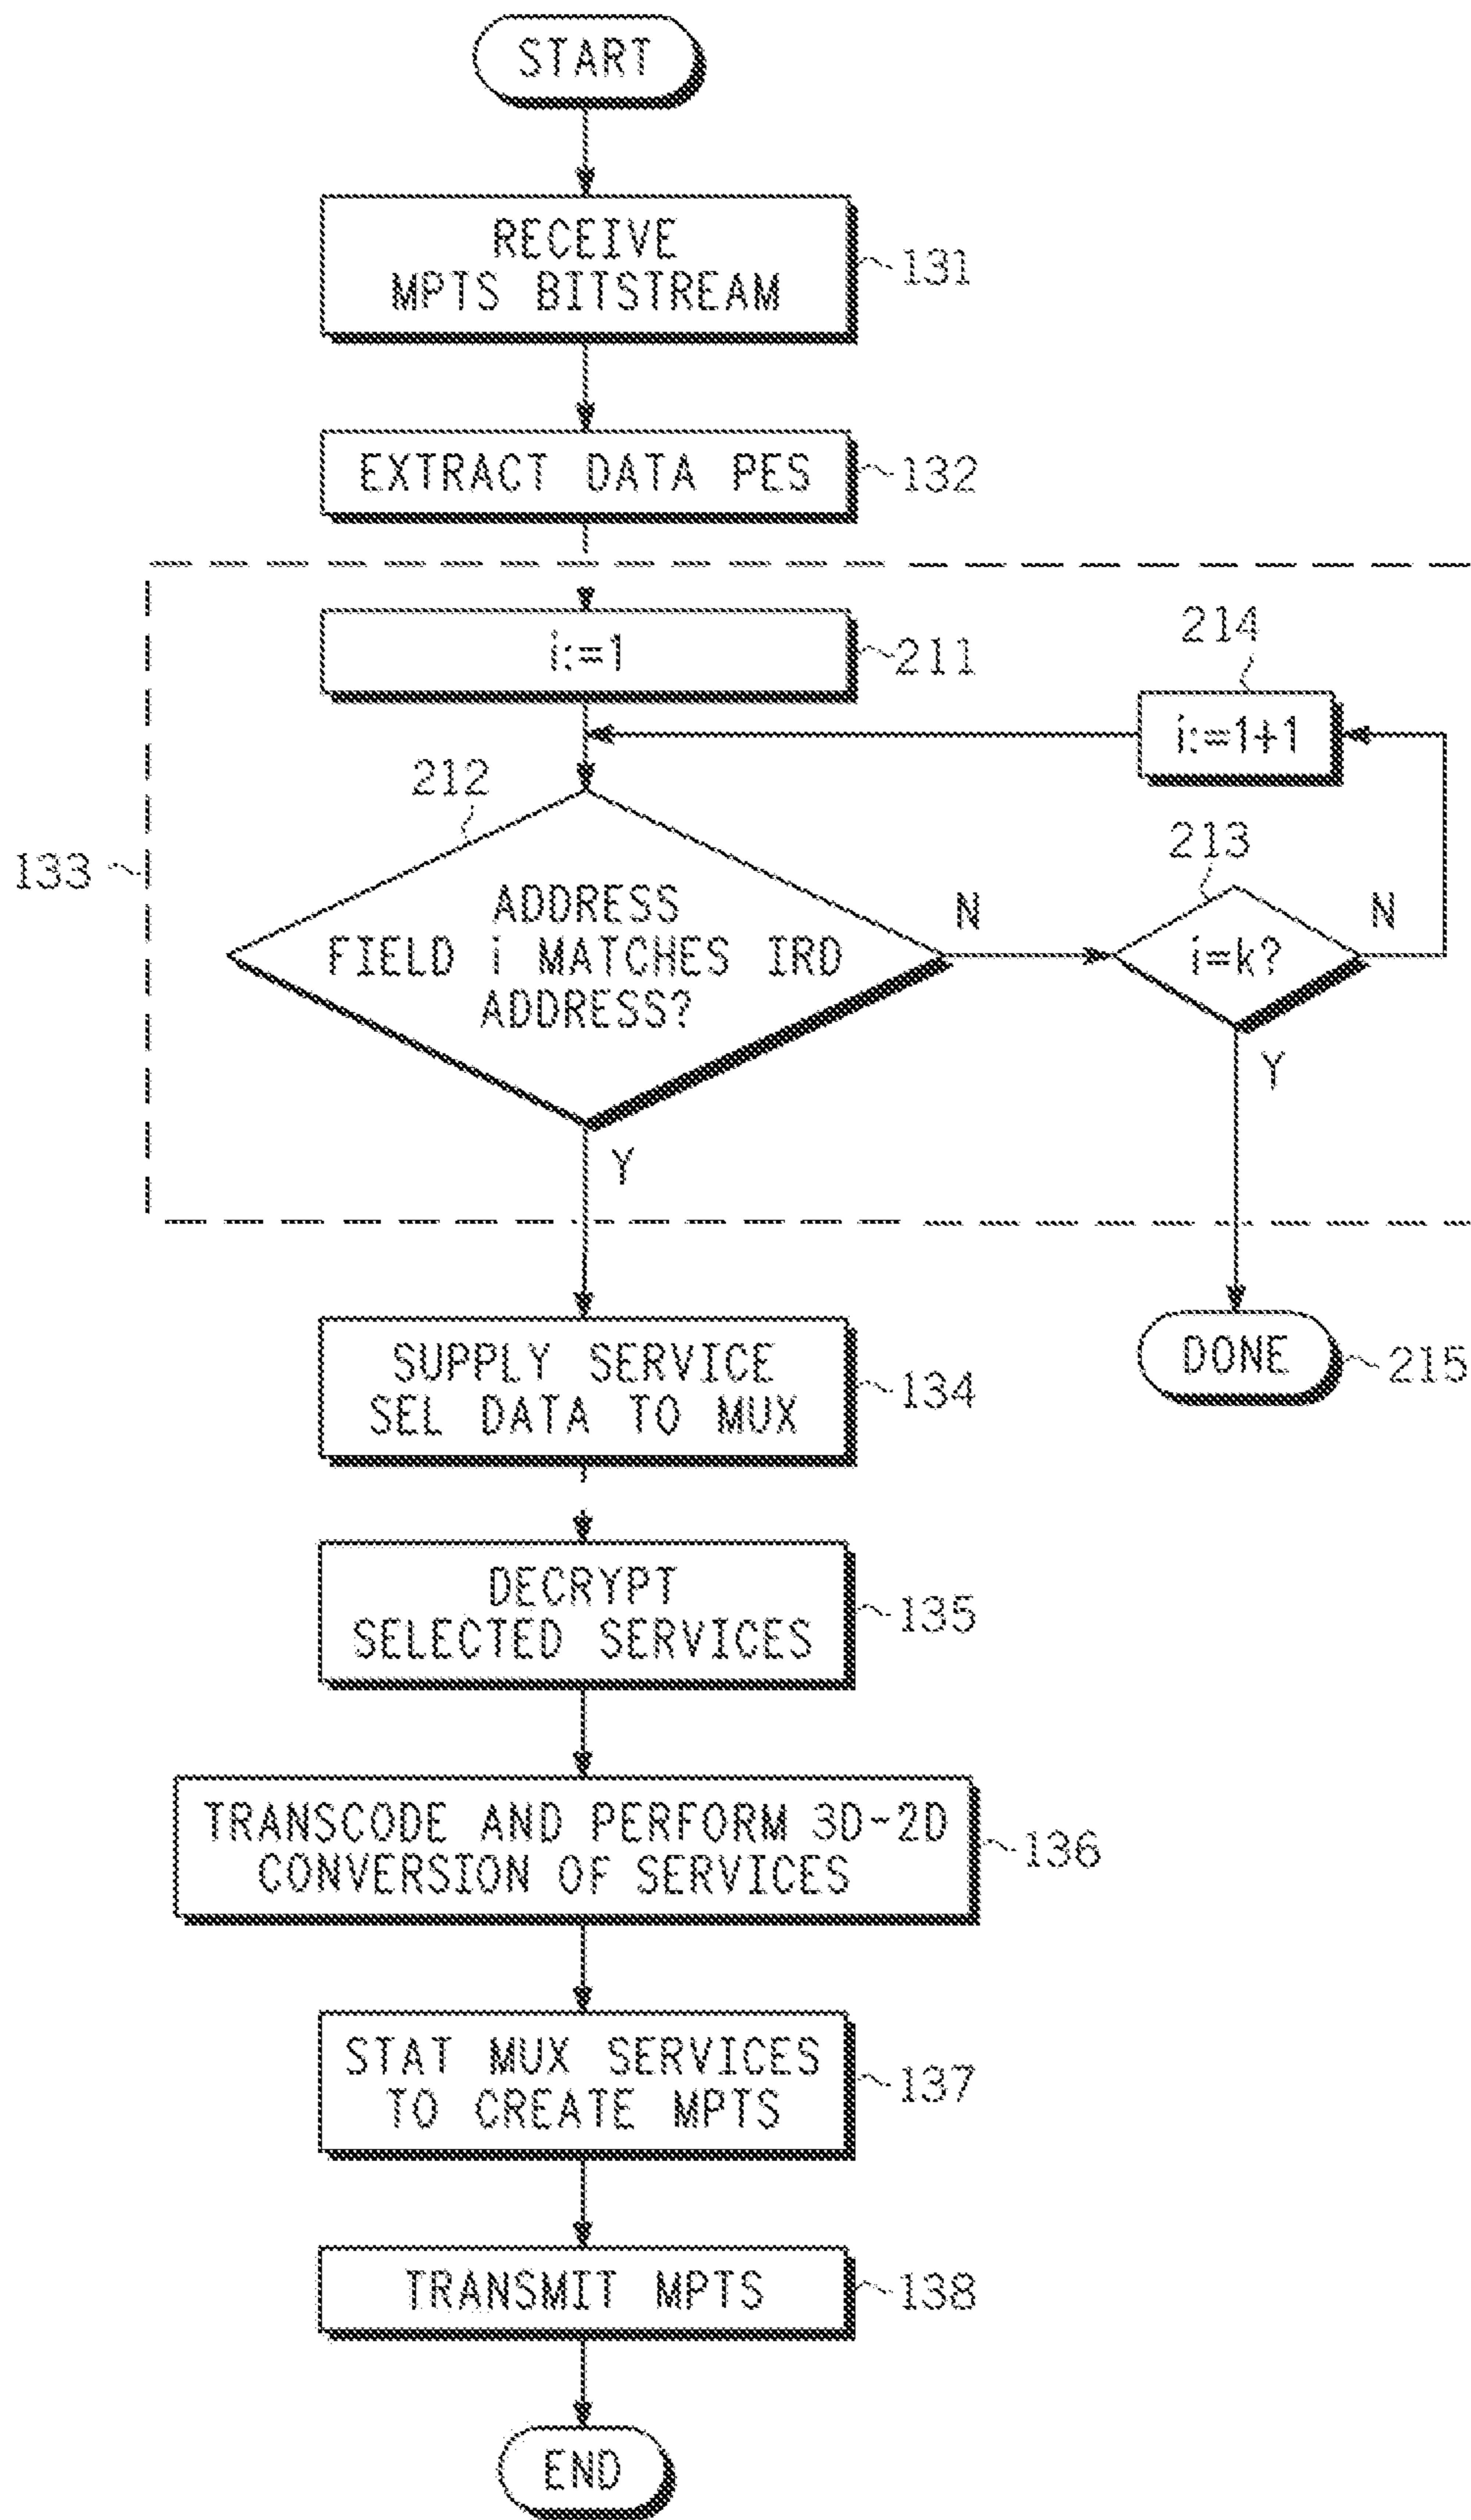 START
RECEIVE
MPTS BITSTREAM
131
EXTRACT DATA PES
132
i:=1
211
214
i:=1+1
212
133
213
ADDRESS
FIELD i MATCHES IRD
ADDRESS?
N
i=k?
N
Y
Y
SUPPLY SERVICE
SEL DATA TO MUX
134
DONE
215
DECRYPT
SELECTED SERVICES
135
TRANSCODE AND PERFORM 3D-2D
CONVERSION OF SERVICES
136
STAT MUX SERVICES
TO CREATE MPTS
137
TRANSMIT MPTS
138
END